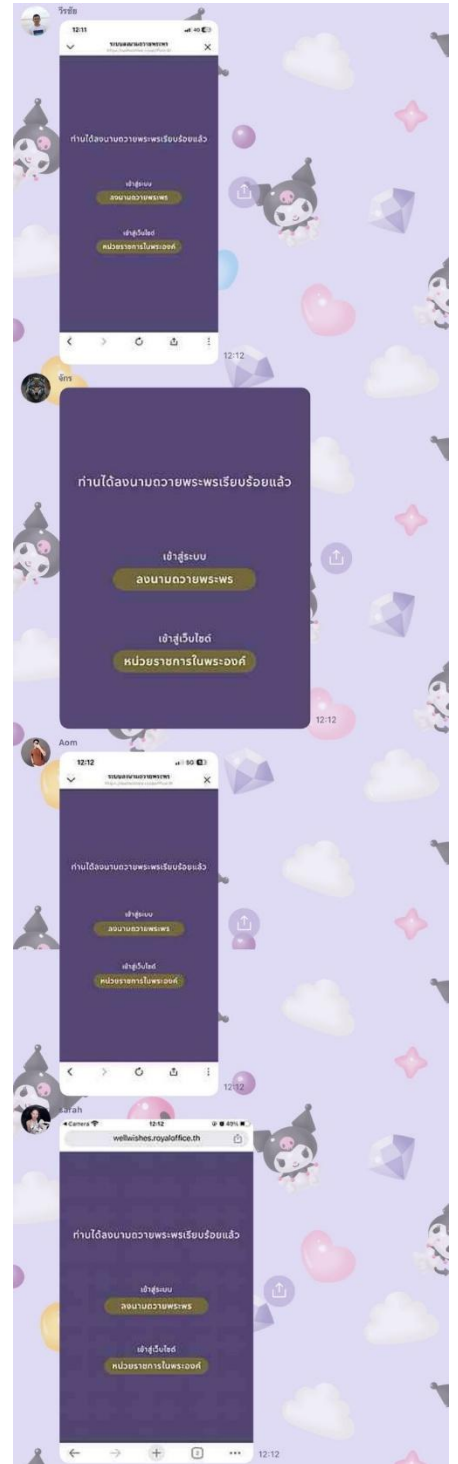 วีรชัย
12:11
4G
ระบบลงนามถวายพระพร
ท่านได้ลงนามถวายพระพรเรียบร้อยแล้ว
เข้าสู่ระบบ
ลงนามถวายพระพร
เข้าสู่เว็บไซต์
หน่วยราชการในพระองค์
12:12
จักร
ท่านได้ลงนามถวายพระพรเรียบร้อยแล้ว
เข้าสู่ระบบ
ลงนามถวายพระพร
เข้าสู่เว็บไซต์
หน่วยราชการในพระองค์
12:12
Aom
12:12
5G
ระบบลงนามถวายพระพร
ท่านได้ลงนามถวายพระพรเรียบร้อยแล้ว
เข้าสู่ระบบ
ลงนามถวายพระพร
เข้าสู่เว็บไซต์
หน่วยราชการในพระองค์
12:12
sarah
Camera 12:12 49%
wellwishes.royaloffice.th
ท่านได้ลงนามถวายพระพรเรียบร้อยแล้ว
เข้าสู่ระบบ
ลงนามถวายพระพร
เข้าสู่เว็บไซต์
หน่วยราชการในพระองค์
2
12:12